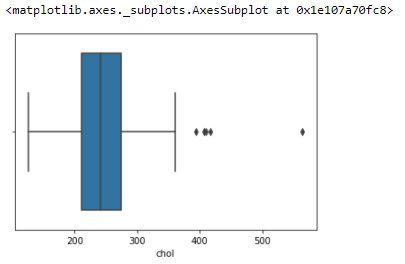 <matplotlib.axes._subplots.AxesSubplot at 0x1e107a70fc8>
200 300 400 500
chol